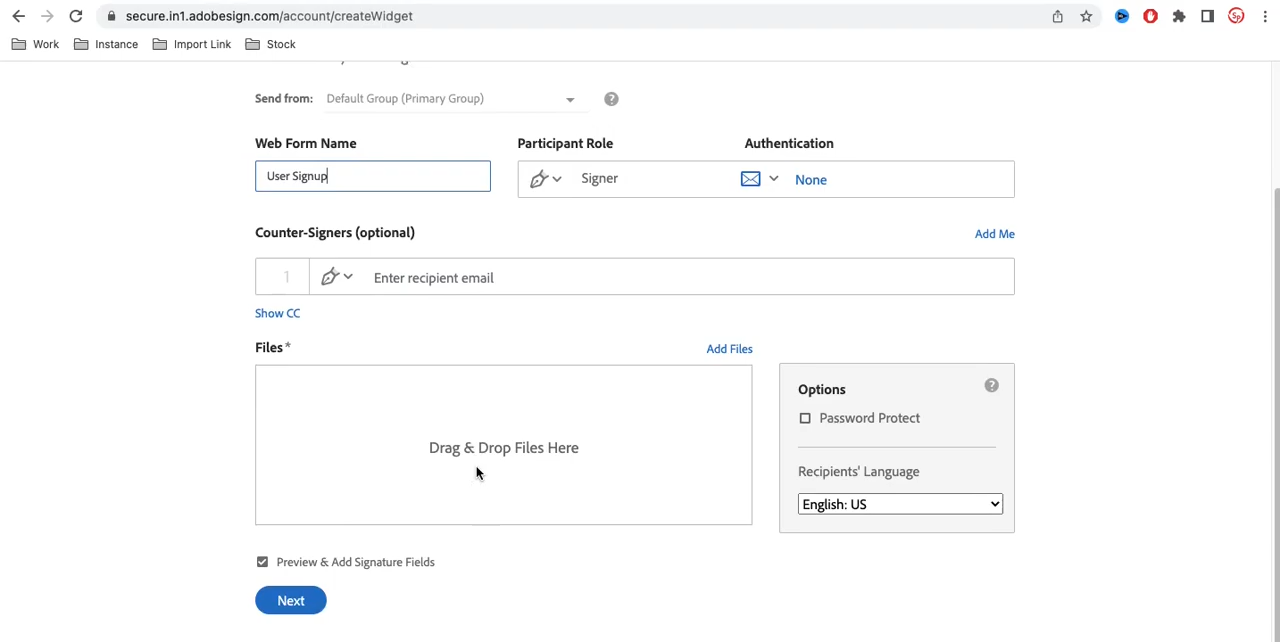 secure.in1.adobesign.com/account/createWidget
Sp
Work Instance Import Link Stock
Send from: Default Group (Primary Group) ?
Web Form Name Participant Role Authentication
User Signup Signer None
Counter-Signers (optional) Add Me
1 Enter recipient email
Show CC
Files* Add Files
Options ?
Password Protect
Drag & Drop Files Here
Recipients' Language
English: US
Preview & Add Signature Fields
Next